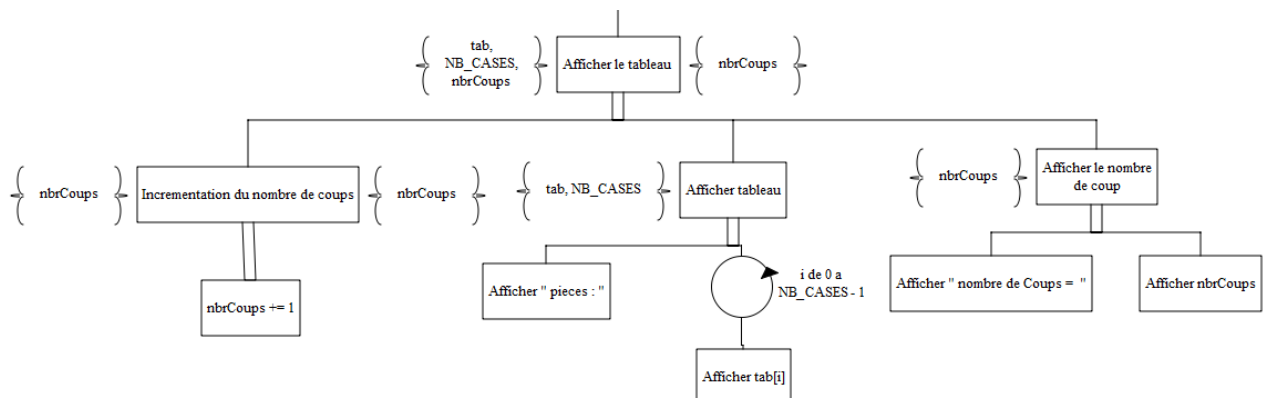 tab,
NB_CASES,
nbrCoups
Afficher le tableau
nbrCoups
nbrCoups
Incrementation du nombre de coups
nbrCoups
tab, NB_CASES
Afficher tableau
nbrCoups
Afficher le nombre
de coup
nbrCoups += 1
Afficher " pieces : "
i de 0 a
NB_CASES - 1
Afficher tab[i]
Afficher " nombre de Coups =  "
Afficher nbrCoups